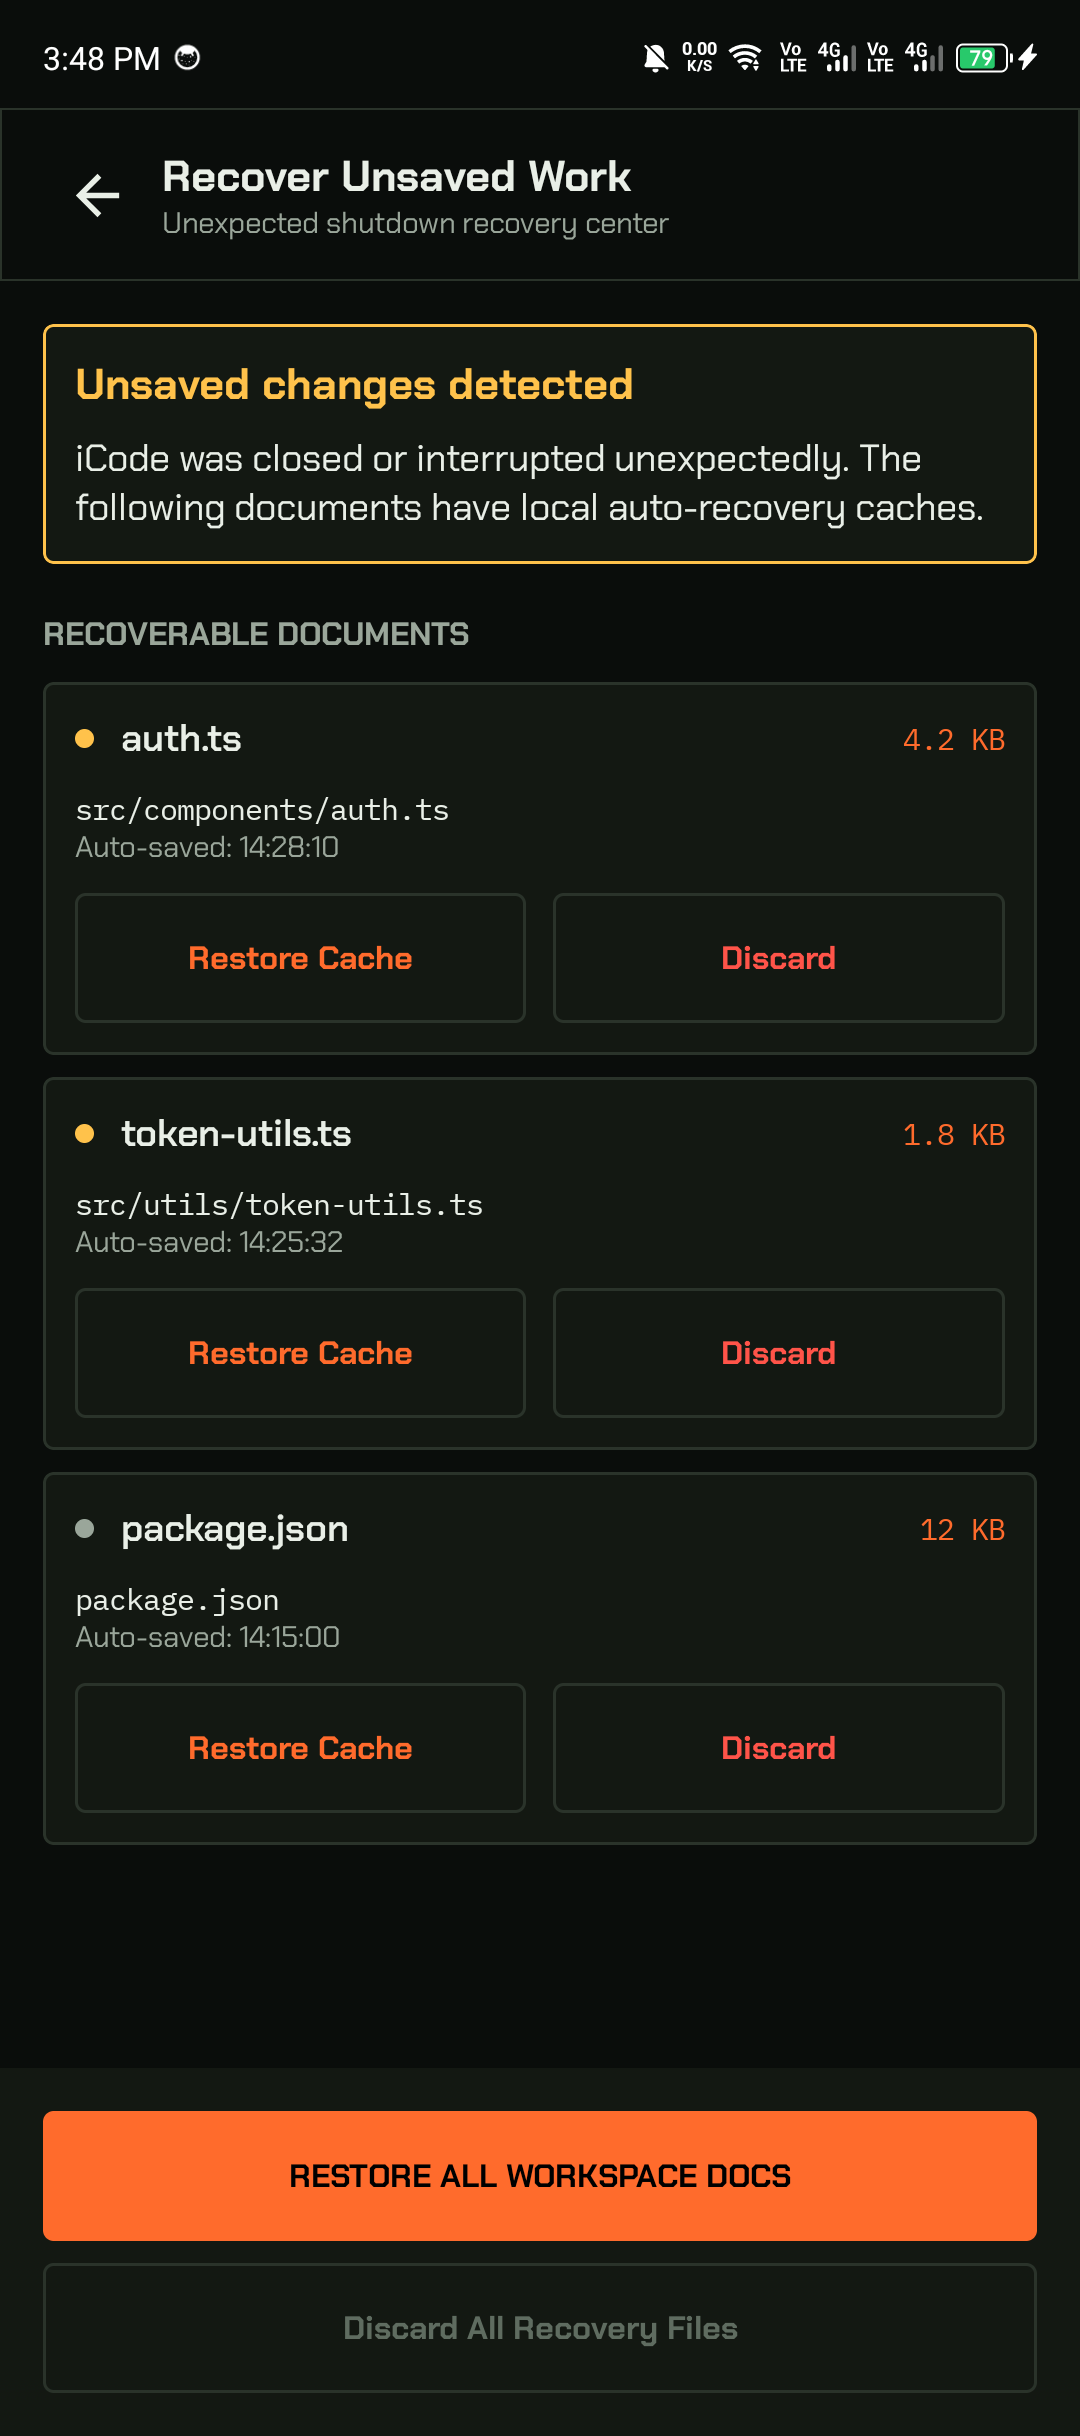 3:48 PM
0.00
K/S
Vo
LTE
4G
Vo
LTE
4G
79
Recover Unsaved Work
Unexpected shutdown recovery center
Unsaved changes detected
iCode was closed or interrupted unexpectedly. The
following documents have local auto-recovery caches.
RECOVERABLE DOCUMENTS
auth.ts 4.2 KB
src/components/auth.ts
Auto-saved: 14:28:10
Restore Cache Discard
token-utils.ts 1.8 KB
src/utils/token-utils.ts
Auto-saved: 14:25:32
Restore Cache Discard
package.json 12 KB
package.json
Auto-saved: 14:15:00
Restore Cache Discard
RESTORE ALL WORKSPACE DOCS
Discard All Recovery Files